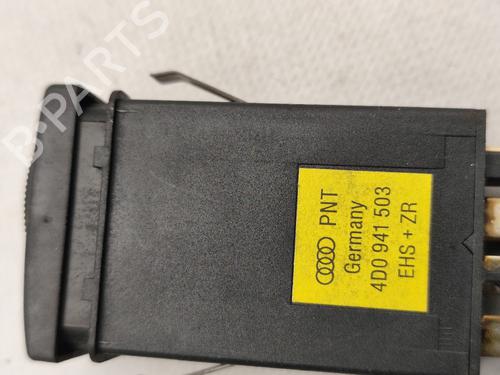 B-PARTS
PNT
Germany
4D0 941 503
EHS + ZR